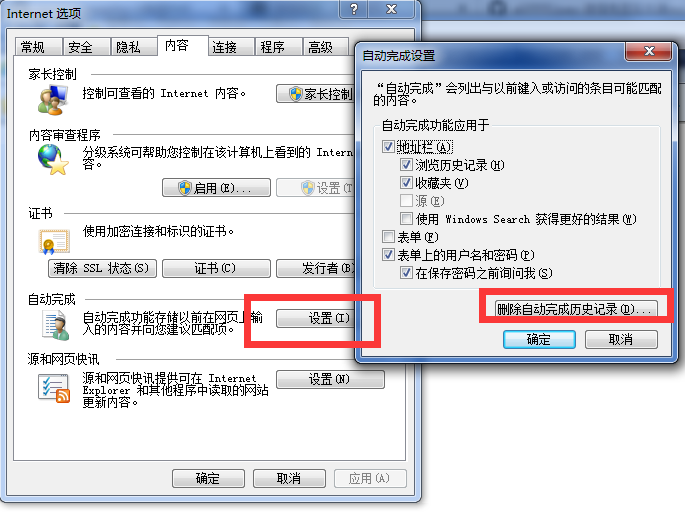 Internet 选项
常规
安全
隐私
内容
连接
程序
高级
家长控制
控制可查看的 Internet 内容。
家长控制
内容审查程序
分级系统可帮助您控制在该计算机上看到的 Internet
容。
启用(E)...
设置(T
证书
使用加密连接和标识的证书。
清除 SSL 状态(S)
证书(C)
发行者(B)
自动完成
自动完成功能存储以前在网页上输
入的内容并向您建议匹配项。
设置(I)
源和网页快讯
源和网页快讯提供可在 Internet
Explorer 和其他程序中读取的网站
更新内容。
设置(N)
确定
取消
应用(A)
自动完成设置
“自动完成”会列出与以前键入或访问的条目可能匹配
的内容。
自动完成功能应用于
地址栏(A)
浏览历史记录(H)
收藏夹(V)
源(E)
使用 Windows Search 获得更好的结果(W)
表单(F)
表单上的用户名和密码(P)
在保存密码之前询问我(S)
删除自动完成历史记录(D)...
确定
取消